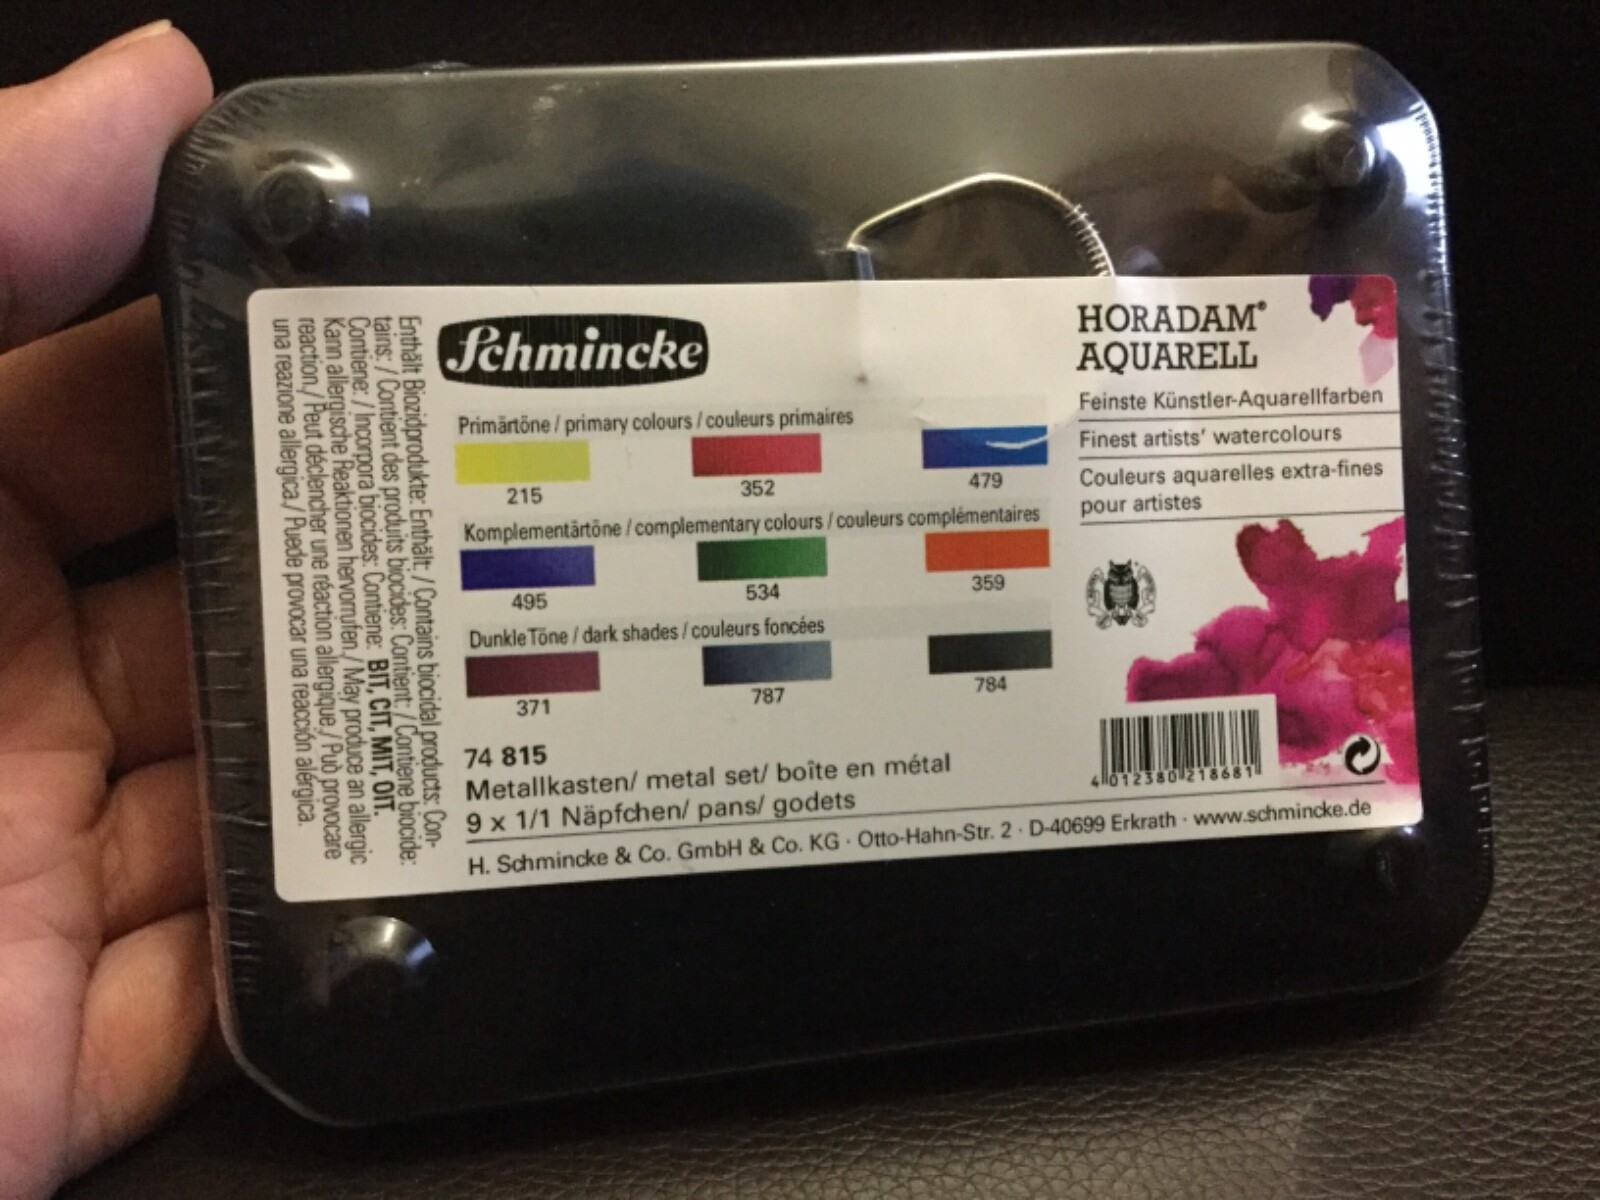 Schmincke
HORADAM®
AQUARELL
Feinste Künstler-Aquarellfarben
Finest artists' watercolours
Couleurs aquarelles extra-fines
pour artistes
Primärtöne / primary colours / couleurs primaires
215 352 479
Komplementärtöne / complementary colours / couleurs complémentaires
495 534 359
Dunkle Töne / dark shades / couleurs foncées
371 787 784
74 815
Metallkasten/ metal set/ boîte en métal
9 x 1/1 Näpfchen/ pans/ godets
4 012380 218681
H. Schmincke & Co. GmbH & Co. KG · Otto-Hahn-Str. 2 · D-40699 Erkrath · www.schmincke.de
Enthält Biozidprodukte: Enthält: / Contains biocidal products: Con-
tains: / Contient des produits biocides: Contient: / Contiene biocide:
Contiene: / Incorpora biocides: Contiene: BIT, CIT, MIT, OIT.
Kann allergische Reaktionen hervorrufen. / May produce an allergic
reaction. / Peut déclencher une réaction allergique. / Può provocare
una reazione allergica. / Puede provocar una reacción alérgica.